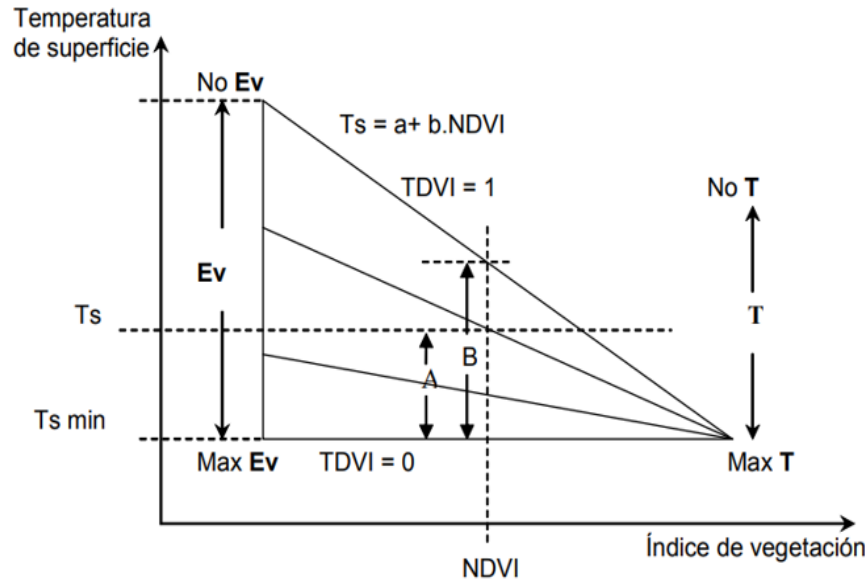 Temperatura
de superficie
No Ev
Ts = a+ b.NDVI
TDVI = 1
No T
Ev
Ts
T
B
A
Ts min
Max Ev
TDVI = 0
Max T
Índice de vegetación
NDVI